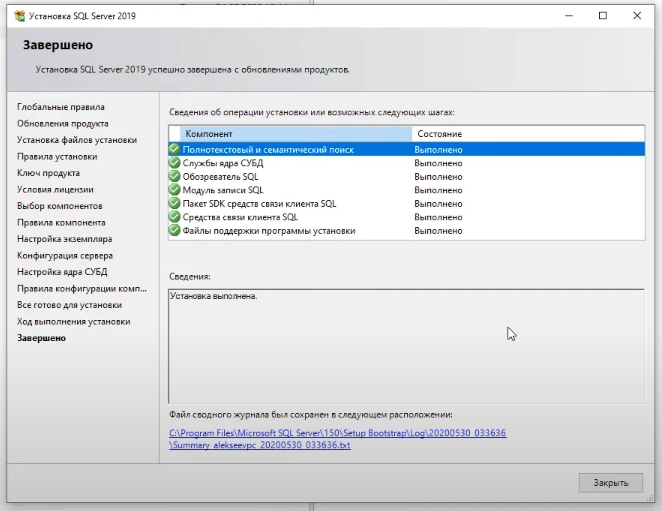 Установка SQL Server 2019
Завершено
Установка SQL Server 2019 успешно завершена с обновлениями продуктов.
Глобальные правила
Обновления продукта
Установка файлов установки
Правила установки
Ключ продукта
Условия лицензии
Выбор компонентов
Правила компонента
Настройка экземпляра
Конфигурация сервера
Настройка ядра СУБД
Правила конфигурации комп...
Все готово для установки
Ход выполнения установки
Завершено
Сведения об операции установки или возможных следующих шагах:
Компонент Состояние
Полнотекстовый и семантический поиск Выполнено
Службы ядра СУБД Выполнено
Обозреватель SQL Выполнено
Модуль записи SQL Выполнено
Пакет SDK средств связи клиента SQL Выполнено
Средства связи клиента SQL Выполнено
Файлы поддержки программы установки Выполнено
Сведения:
Установка выполнена.
Файл сводного журнала был сохранен в следующем расположении:
C:\Program Files\Microsoft SQL Server\150\Setup Bootstrap\Log\20200530_033636
\Summary_alekseevpc_20200530_033636.txt
Закрыть